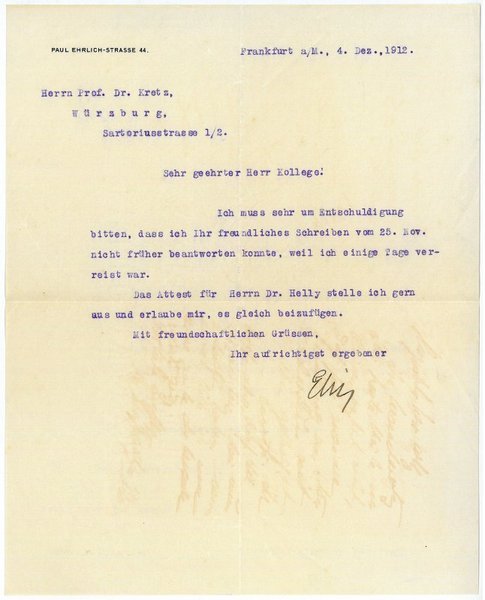 PAUL EHRLICH-STRASSE 44.
Frankfurt a/M., 4. Dez.,1912.
Herrn Prof. Dr. Kretz,
Würzburg,
Sartoriusstrasse 1/2.
Sehr geehrter Herr Kollege!
Ich muss sehr um Entschuldigung
bitten, dass ich Ihr freundliches Schreiben vom 25. Nov.
nicht früher beantworten konnte, weil ich einige Tage ver-
reist war.
Das Attest für Herrn Dr. Helly stelle ich gern
aus und erlaube mir, es gleich beizufügen.
Mit freundschaftlichen Grüssen,
Ihr aufrichtigst ergebener